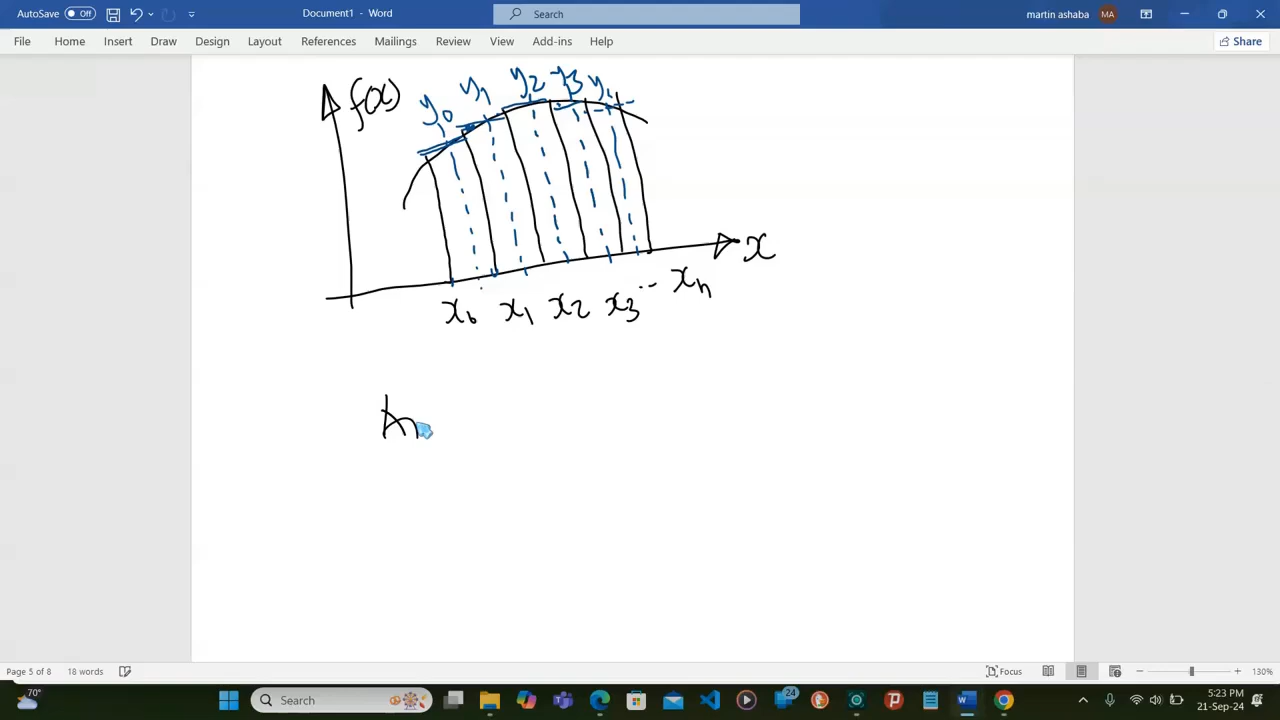 AutoSave Off Document1 - Word Search martin ashaba MA
File Home Insert Draw Design Layout References Mailings Review View Add-ins Help Share
f(x) y0 y1 y2 y3
x
x0 x1 x2 x3 -- xn
Page 5 of 8 18 words Focus 130%
70° Search 24 5:23 PM
21-Sep-24